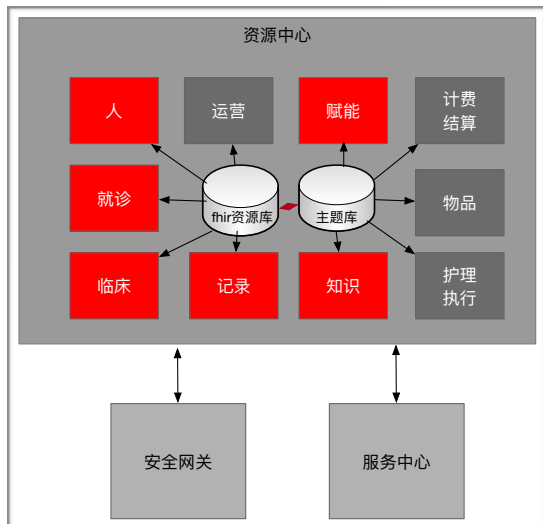 资源中心
人
运营
赋能
计费
结算
就诊
fhir资源库
主题库
物品
临床
记录
知识
护理
执行
安全网关
服务中心